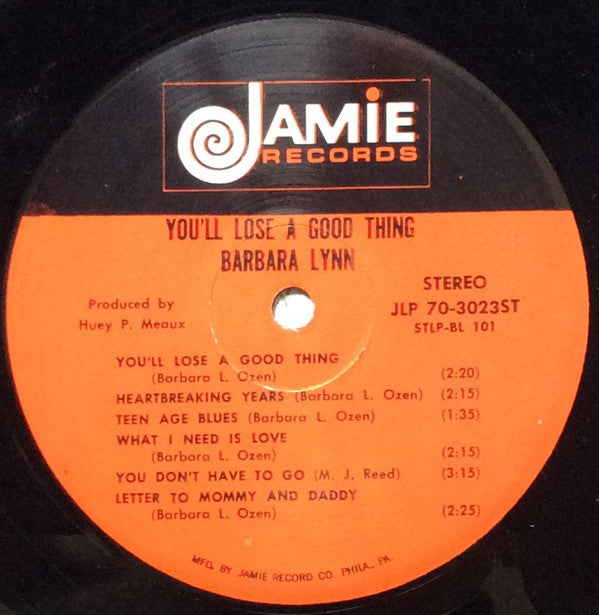 JAMIE
RECORDS
YOU'LL LOSE A GOOD THING
BARBARA LYNN
STEREO
Produced by
Huey P. Meaux
JLP 70-3023ST
STLP-BL 101
YOU'LL LOSE A GOOD THING
(Barbara L. Ozen) (2:20)
HEARTBREAKING YEARS (Barbara L. Ozen) (2:15)
TEEN AGE BLUES (Barbara L. Ozen) (1:35)
WHAT I NEED IS LOVE
(Barbara L. Ozen) (2:15)
YOU DON'T HAVE TO GO (M. J. Reed) (3:15)
LETTER TO MOMMY AND DADDY
(Barbara L. Ozen) (2:25)
MFG. BY JAMIE RECORD CO. PHILA., PA.